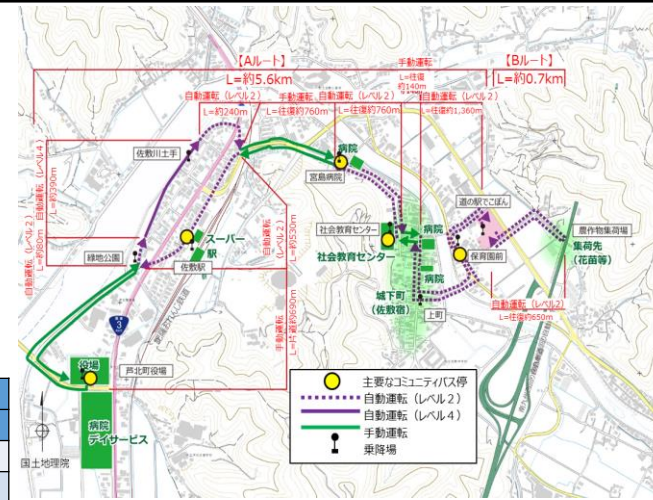 【Aルート】
L=約5.6km
手動運転
L=往復
約140m
【Bルート】
L=約0.7km
自動運転(レベル2)
L=約240m
手動運転
L=往復約760m
自動運転(レベル2)
L=往復約760m
自動運転(レベル2)
L=往復約1,360m
佐敷川土手
病院
宮島病院
自動運転(レベル4)
L=約390m
自動運転(レベル2)
L=約80m
緑地公園
スーパー
駅
佐敷駅
自動運転
(レベル2)
L=約530m
手動運転
L=片道約690m
社会教育センター
社会教育センター
病院
病院
道の駅でこぽん
保育園前
農作物集荷場
集荷先
(花苗等)
自動運転(レベル2)
L=往復約650m
城下町
(佐敷宿)
上町
国道
3
役場
芦北町役場
病院
デイサービス
国土地理院
主要なコミュニティバス停
自動運転(レベル2)
自動運転(レベル4)
手動運転
乗降場